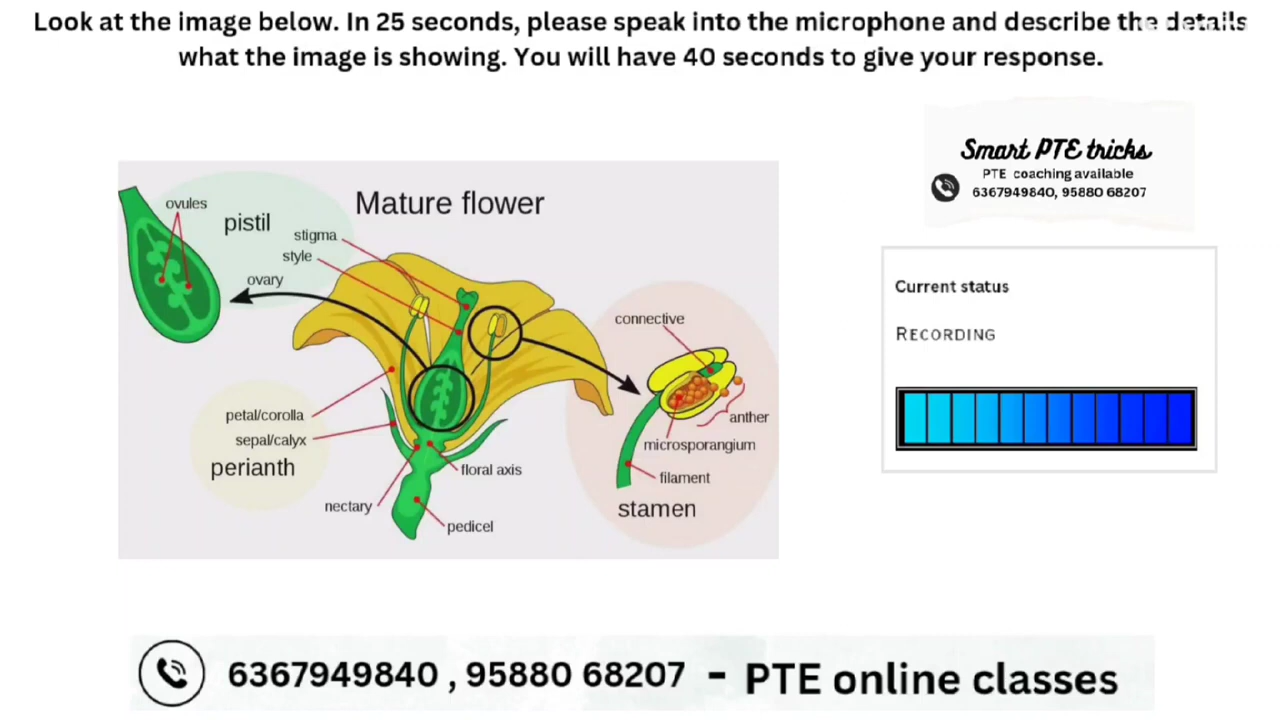 Look at the image below. In 25 seconds, please speak into the microphone and describe the details
what the image is showing. You will have 40 seconds to give your response.
Smart PTE tricks
PTE coaching available
6367949840, 95880 68207
Mature flower
ovules
pistil
stigma
style
ovary
connective
petal/corolla
sepal/calyx
perianth
anther
microsporangium
floral axis
filament
nectary
stamen
pedicel
Current status
RECORDING
6367949840 , 95880 68207 - PTE online classes